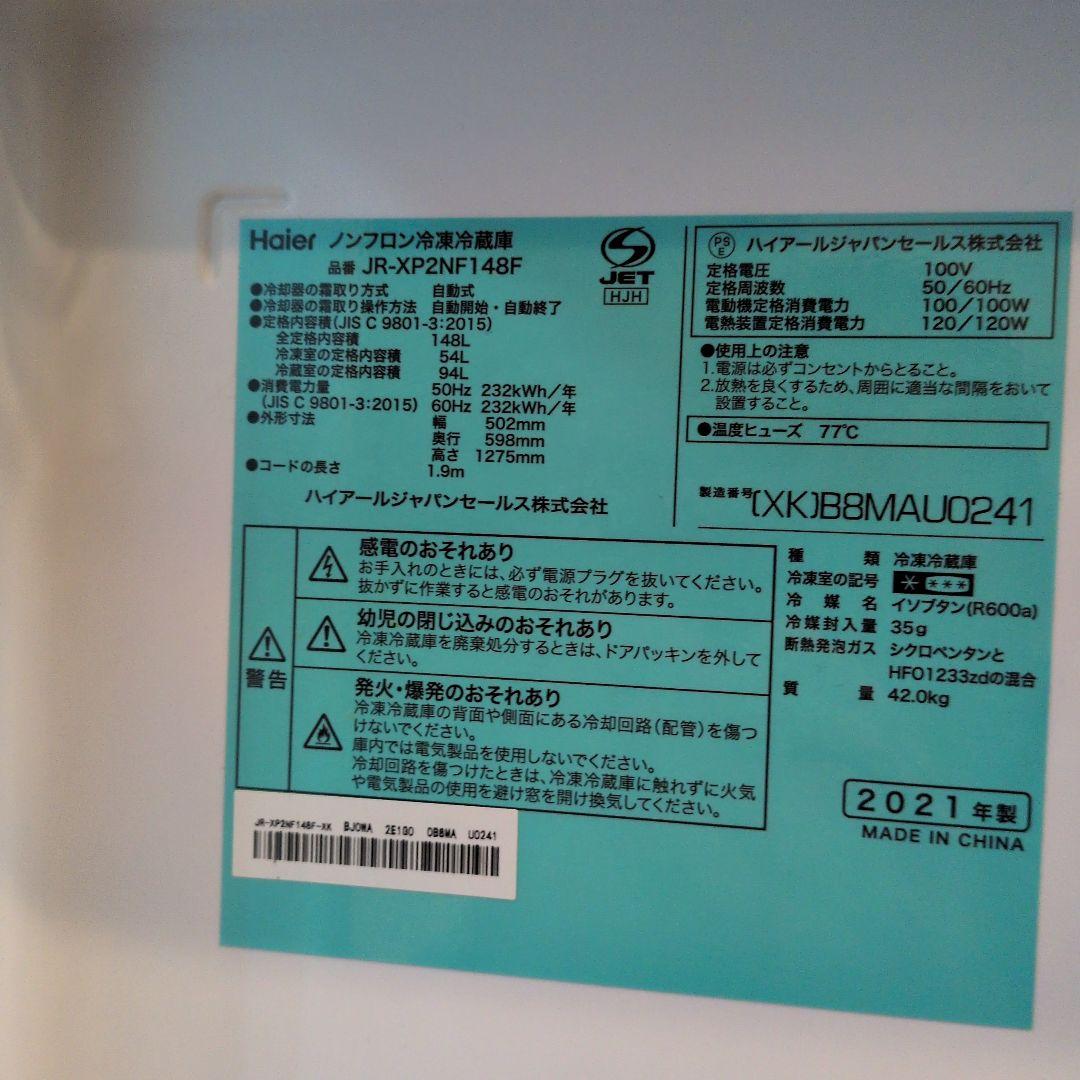 Haier ノンフロン冷凍冷蔵庫
品番 JR-XP2NF148F
●冷却器の霜取り方式 自動式
●冷却器の霜取り操作方法 自動開始・自動終了
●定格内容積(JIS C 9801-3:2015)
全定格内容積 148L
冷凍室の定格内容積 54L
冷蔵室の定格内容積 94L
●消費電力量 50Hz 232kWh/年
(JIS C 9801-3:2015) 60Hz 232kWh/年
●外形寸法 幅 502mm
奥行 598mm
高さ 1275mm
●コードの長さ 1.9m
ハイアールジャパンセールス株式会社
JET
HJH
PSE ハイアールジャパンセールス株式会社
定格電圧 100V
定格周波数 50/60Hz
電動機定格消費電力 100/100W
電熱装置定格消費電力 120/120W
●使用上の注意
1.電源は必ずコンセントからとること。
2.放熱を良くするため、周囲に適当な間隔をおいて
設置すること。
●温度ヒューズ 77℃
製造番号(XK)B8MAU0241
警告
感電のおそれあり
お手入れのときには、必ず電源プラグを抜いてください。
抜かずに作業すると感電のおそれがあります。
幼児の閉じ込みのおそれあり
冷凍冷蔵庫を廃棄処分するときは、ドアパッキンを外して
ください。
発火・爆発のおそれあり
冷凍冷蔵庫の背面や側面にある冷却回路(配管)を傷つ
けないでください。
庫内では電気製品を使用しないでください。
冷却回路を傷つけたときは、冷凍冷蔵庫に触れずに火気
や電気製品の使用を避け窓を開け換気してください。
種類 冷凍冷蔵庫
冷凍室の記号 * ***
冷媒名 イソブタン(R600a)
冷媒封入量 35g
断熱発泡ガス シクロペンタンと
HFO1233zdの混合
質量 42.0kg
2021年製
MADE IN CHINA
JR-XP2NF148F-XK BJ0WA 2E1G0 0B8MA U0241